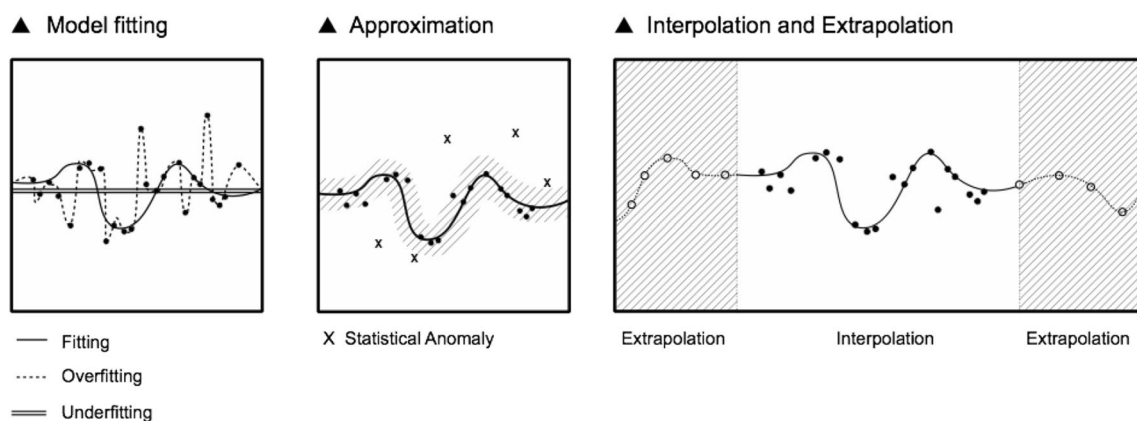 ▲ Model fitting
▲ Approximation
▲ Interpolation and Extrapolation
x
x
x
x
x
Fitting
Overfitting
Underfitting
X Statistical Anomaly
Extrapolation
Interpolation
Extrapolation